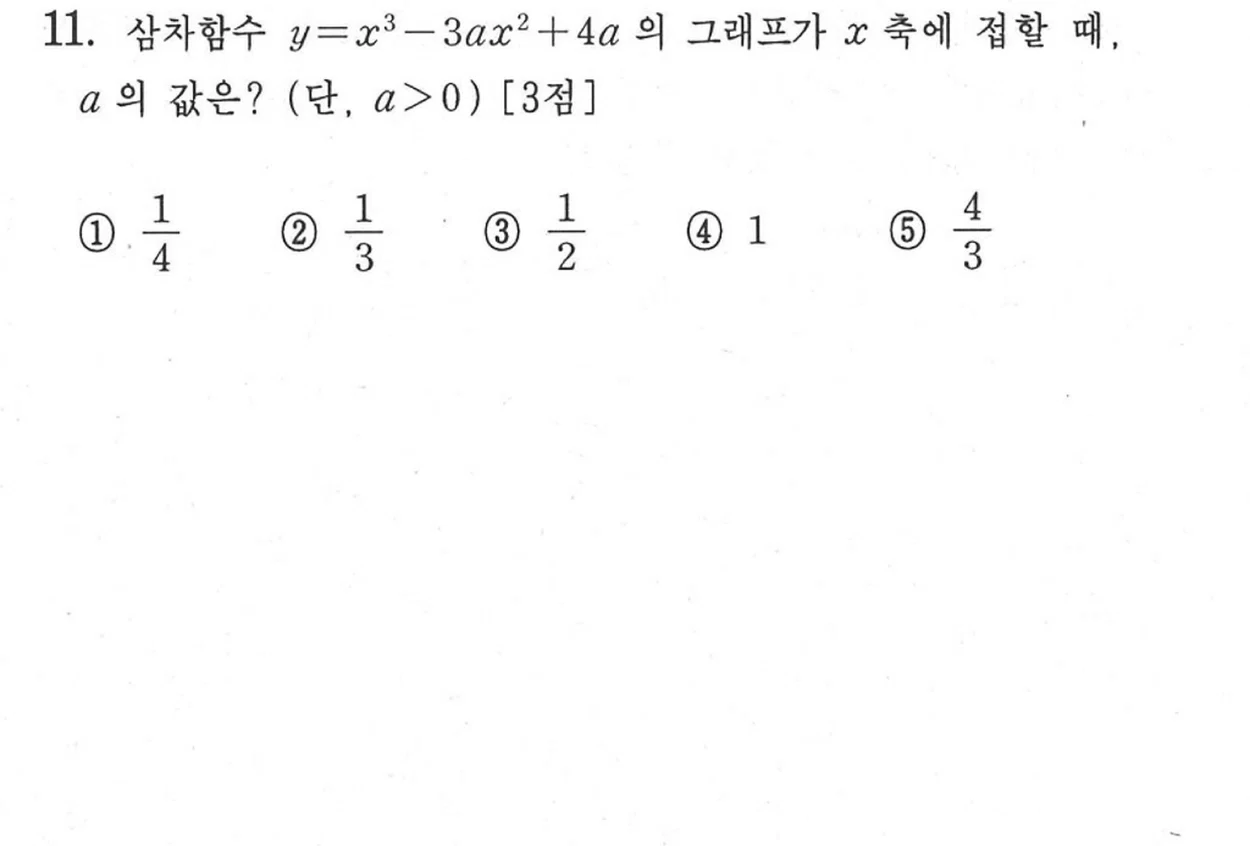 11. 삼차함수 y=x³-3ax²+4a 의 그래프가 x 축에 접할 때,
a 의 값은? (단, a>0) [3점]
① 1/4 ② 1/3 ③ 1/2 ④ 1 ⑤ 4/3